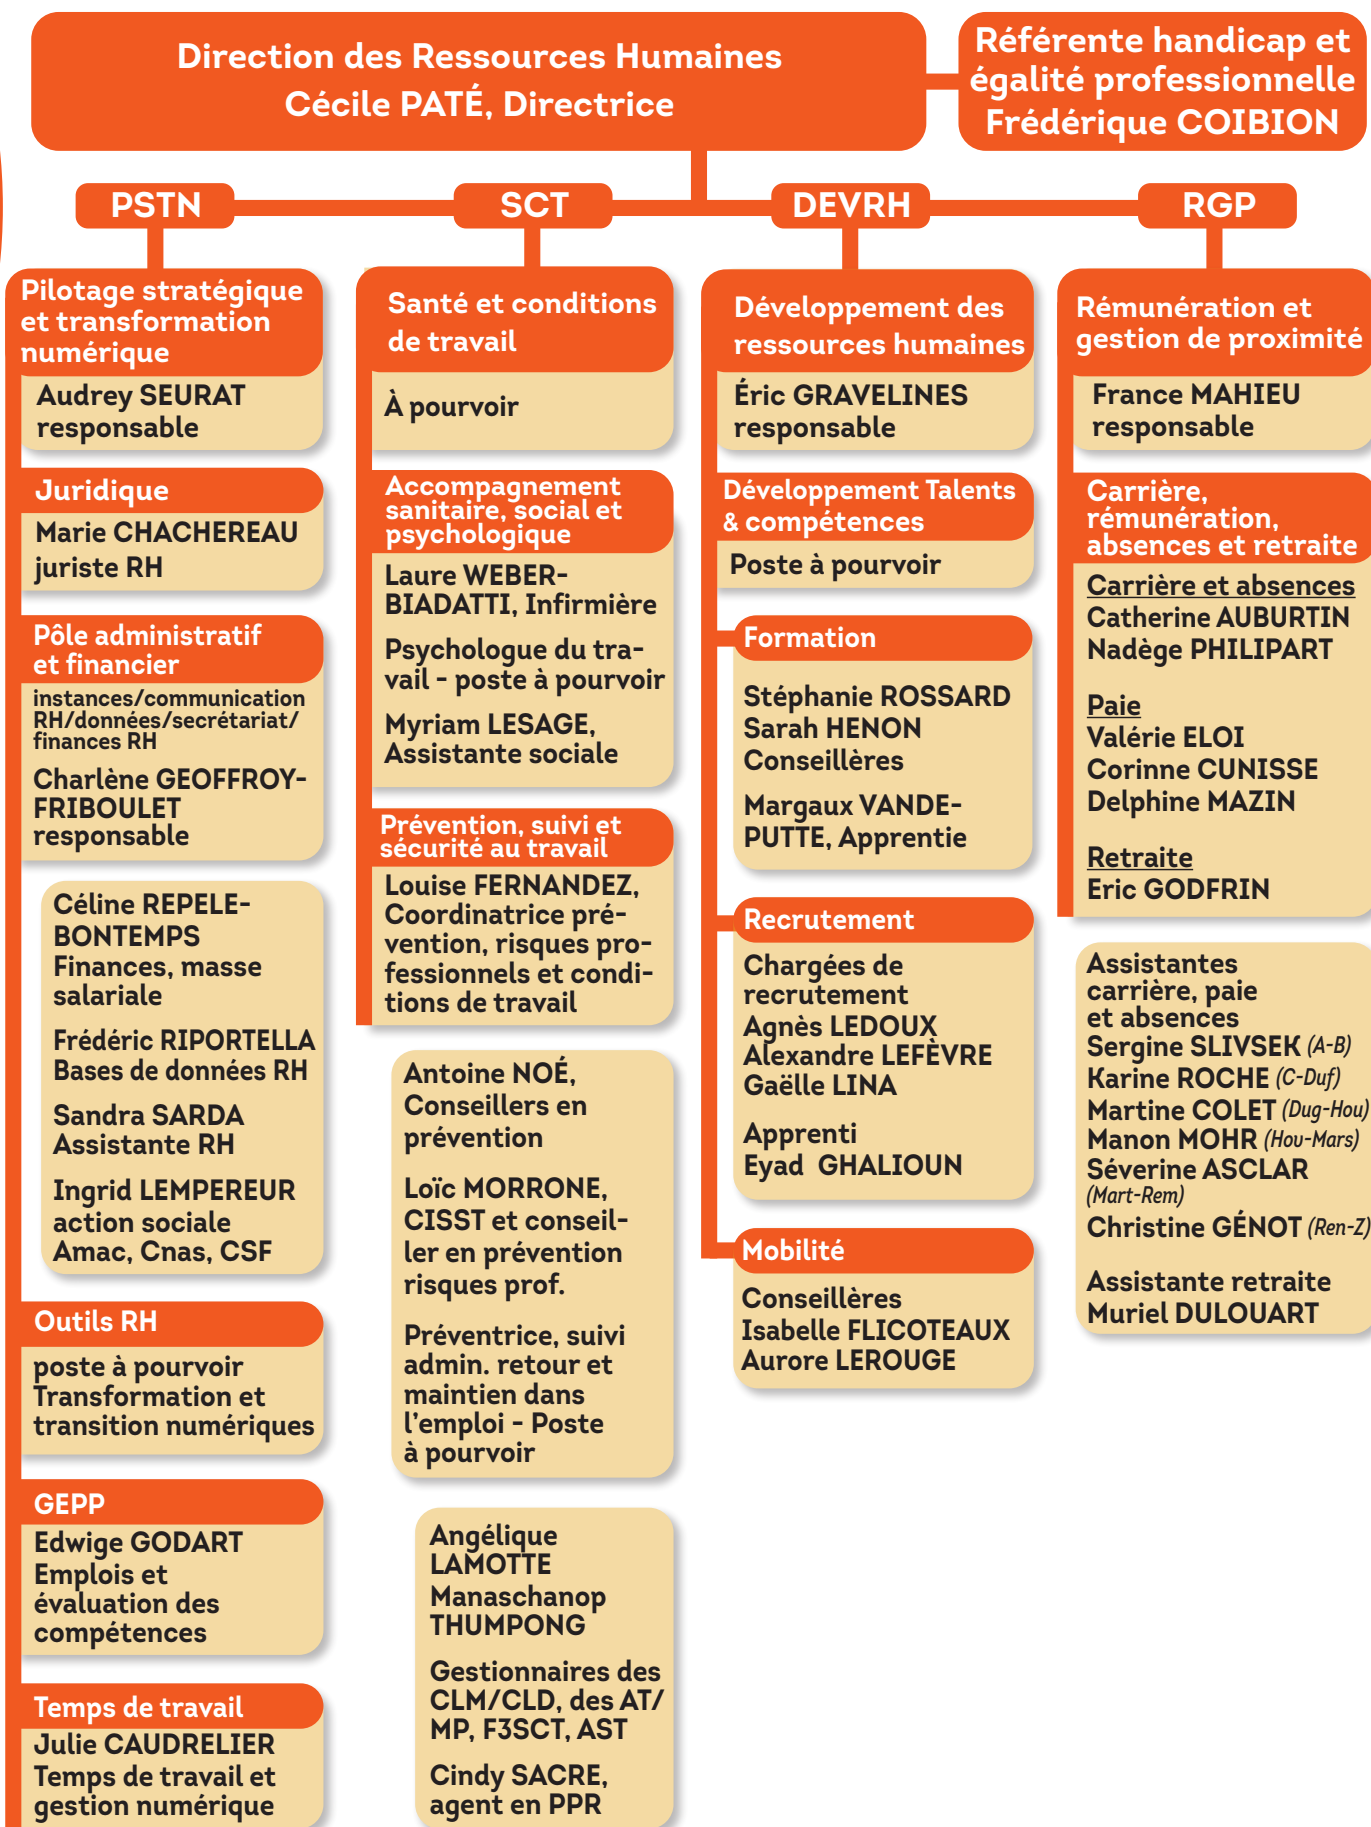 Direction des Ressources Humaines
Cécile PATÉ, Directrice
Référente handicap et
égalité professionnelle
Frédérique COIBION
PSTN
SCT
DEVRH
RGP
Pilotage stratégique
et transformation
numérique
Audrey SEURAT
responsable
Juridique
Marie CHACHEREAU
juriste RH
Pôle administratif
et financier
instances/communication
RH/données/secrétariat/
finances RH
Charlène GEOFFROY-
FRIBOULET
responsable
Céline REPELE-
BONTEMPS
Finances, masse
salariale
Frédéric RIPORTELLA
Bases de données RH
Sandra SARDA
Assistante RH
Ingrid LEMPEREUR
action sociale
Amac, Cnas, CSF
Outils RH
poste à pourvoir
Transformation et
transition numériques
GEPP
Edwige GODART
Emplois et
évaluation des
compétences
Temps de travail
Julie CAUDRELIER
Temps de travail et
gestion numérique
Santé et conditions
de travail
À pourvoir
Accompagnement
sanitaire, social et
psychologique
Laure WEBER-
BIADATTI, Infirmière
Psychologue du tra-
vail - poste à pourvoir
Myriam LESAGE,
Assistante sociale
Prévention, suivi et
sécurité au travail
Louise FERNANDEZ,
Coordinatrice pré-
vention, risques pro-
fessionnels et condi-
tions de travail
Antoine NOÉ,
Conseillers en
prévention
Loïc MORRONE,
CISST et conseil-
ler en prévention
risques prof.
Préventrice, suivi
admin. retour et
maintien dans
l'emploi - Poste
à pourvoir
Angélique
LAMOTTE
Manaschanop
THUMPONG
Gestionnaires des
CLM/CLD, des AT/
MP, F3SCT, AST
Cindy SACRE,
agent en PPR
Développement des
ressources humaines
Éric GRAVELINES
responsable
Développement Talents
& compétences
Poste à pourvoir
Formation
Stéphanie ROSSARD
Sarah HENON
Conseillères
Margaux VANDE-
PUTTE, Apprentie
Recrutement
Chargées de
recrutement
Agnès LEDOUX
Alexandre LEFÈVRE
Gaëlle LINA
Apprenti
Eyad GHALIOUN
Mobilité
Conseillères
Isabelle FLICOTEAUX
Aurore LEROUGE
Rémunération et
gestion de proximité
France MAHIEU
responsable
Carrière,
rémunération,
absences et retraite
Carrière et absences
Catherine AUBURTIN
Nadège PHILIPART
Paie
Valérie ELOI
Corinne CUNISSE
Delphine MAZIN
Retraite
Eric GODFRIN
Assistantes
carrière, paie
et absences
Sergine SLIVSEK (A-B)
Karine ROCHE (C-Duf)
Martine COLET (Dug-Hou)
Manon MOHR (Hou-Mars)
Séverine ASCLAR
(Mart-Rem)
Christine GÉNOT (Ren-Z)
Assistante retraite
Muriel DULOUART